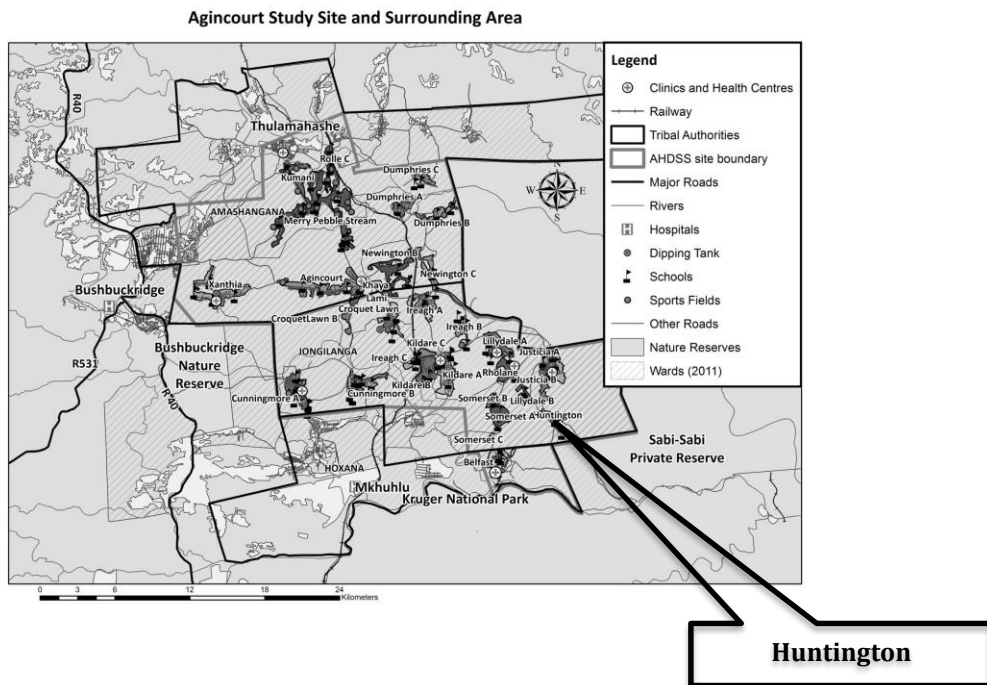 Agincourt Study Site and Surrounding Area
R40
Thulamahashe
Rolle C
Kumani
Dumphries C
Dumphries A
AMASHANGANA
Merry Pebble Stream
Dumphries B
Newington B
Newington C
Xanthia
Agincourt
Khaya
Lami
Bushbuckridge
CroquetLawn B
Croquet Lawn
Ireagh A
Ireagh B
Bushbuckridge
Nature
Reserve
JONGILANGA
Kildare C
Lillydale A
Justicia A
R531
Ireagh C
Kildare A
Rholane
Justicia B
R 40
Cunningmore A
Cunningmore B
Kildare B
Somerset B
Lillydale B
Somerset A
Huntington
Somerset C
Sabi-Sabi
Private Reserve
HOXANA
Belfast
Mkhuhlu
Kruger National Park
N
W
E
S
Legend
Clinics and Health Centres
Railway
Tribal Authorities
AHDSS site boundary
Major Roads
Rivers
H
Hospitals
Dipping Tank
Schools
Sports Fields
Other Roads
Nature Reserves
Wards (2011)
0 3 6 12 18 24
Kilometers
Huntington